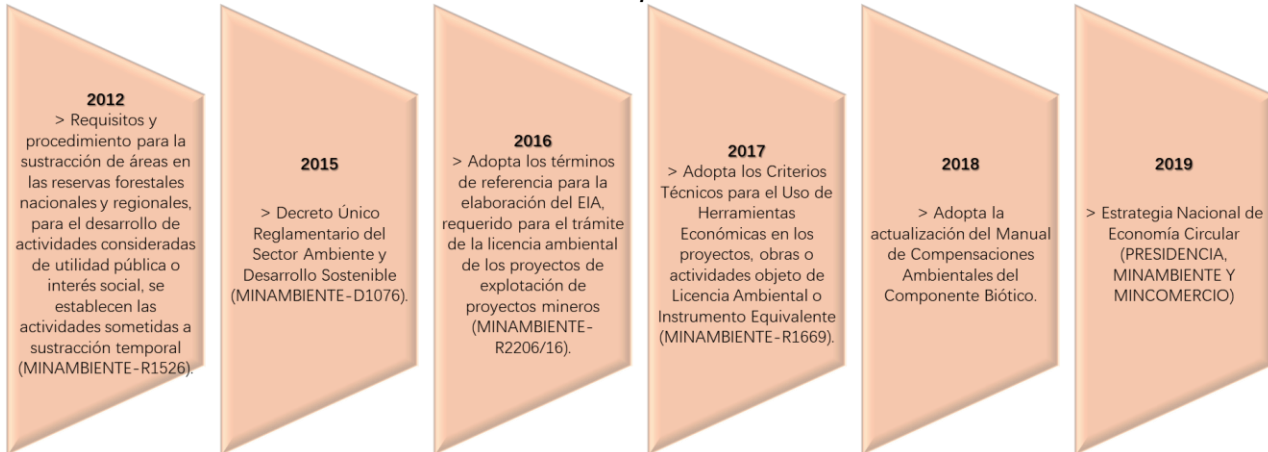 2012
> Requisitos y
procedimiento para la
sustracción de áreas en
las reservas forestales
nacionales y regionales,
para el desarrollo de
actividades consideradas
de utilidad pública o
interés social, se
establecen las
actividades sometidas a
sustracción temporal
(MINAMBIENTE-R1526).
2015
> Decreto Único
Reglamentario del
Sector Ambiente y
Desarrollo Sostenible
(MINAMBIENTE-D1076).
2016
> Adopta los términos
de referencia para la
elaboración del EIA,
requerido para el trámite
de la licencia ambiental
de los proyectos de
explotación de
proyectos mineros
(MINAMBIENTE-
R2206/16).
2017
> Adopta los Criterios
Técnicos para el Uso de
Herramientas
Económicas en los
proyectos, obras o
actividades objeto de
Licencia Ambiental o
Instrumento Equivalente
(MINAMBIENTE-R1669).
2018
> Adopta la
actualización del Manual
de Compensaciones
Ambientales del
Componente Biótico.
2019
> Estrategia Nacional de
Economía Circular
(PRESIDENCIA,
MINAMBIENTE Y
MINCOMERCIO)